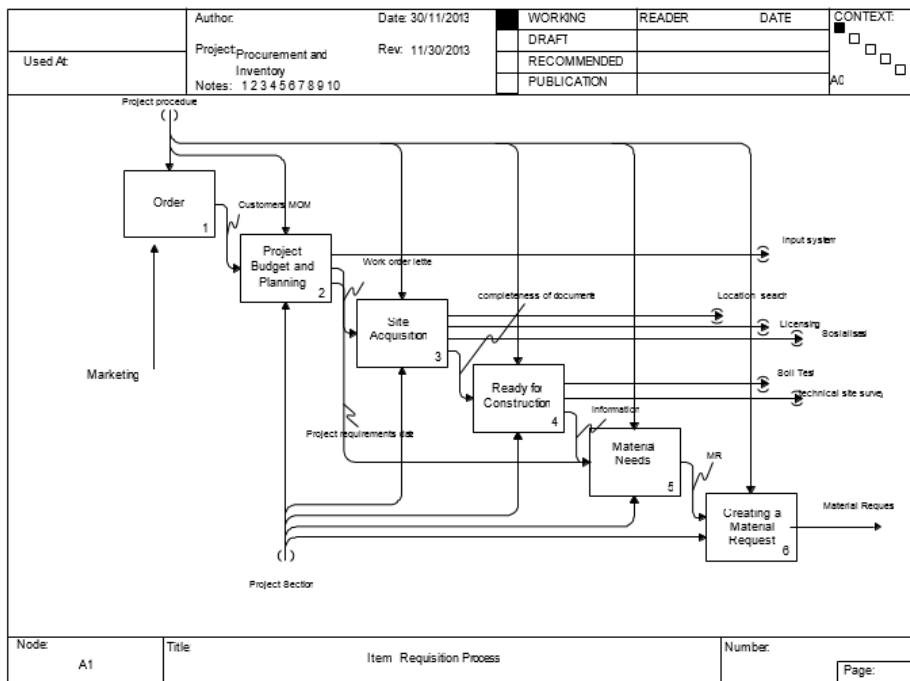 Used At:
Author:
Date: 30/11/2013
Project: Procurement and
Inventory
Rev: 11/30/2013
Notes: 1 2 3 4 5 6 7 8 9 10
WORKING
DRAFT
RECOMMENDED
PUBLICATION
READER
DATE
CONTEXT:
A0
Project procedure
Order
1
Customers MOM
Project
Budget and
Planning
2
Input system
Work order lette
completeness of document
Location search
Site
Acquisition
3
Licensing
Sosialisasi
Marketing
Ready for
Construction
4
Soil Test
technical site surve
Project requirements date
Information
Material
Needs
5
MR
Creating a
Material
Request
6
Material Reques
Project Section
Node:
A1
Title:
Item Requisition Process
Number:
Page: